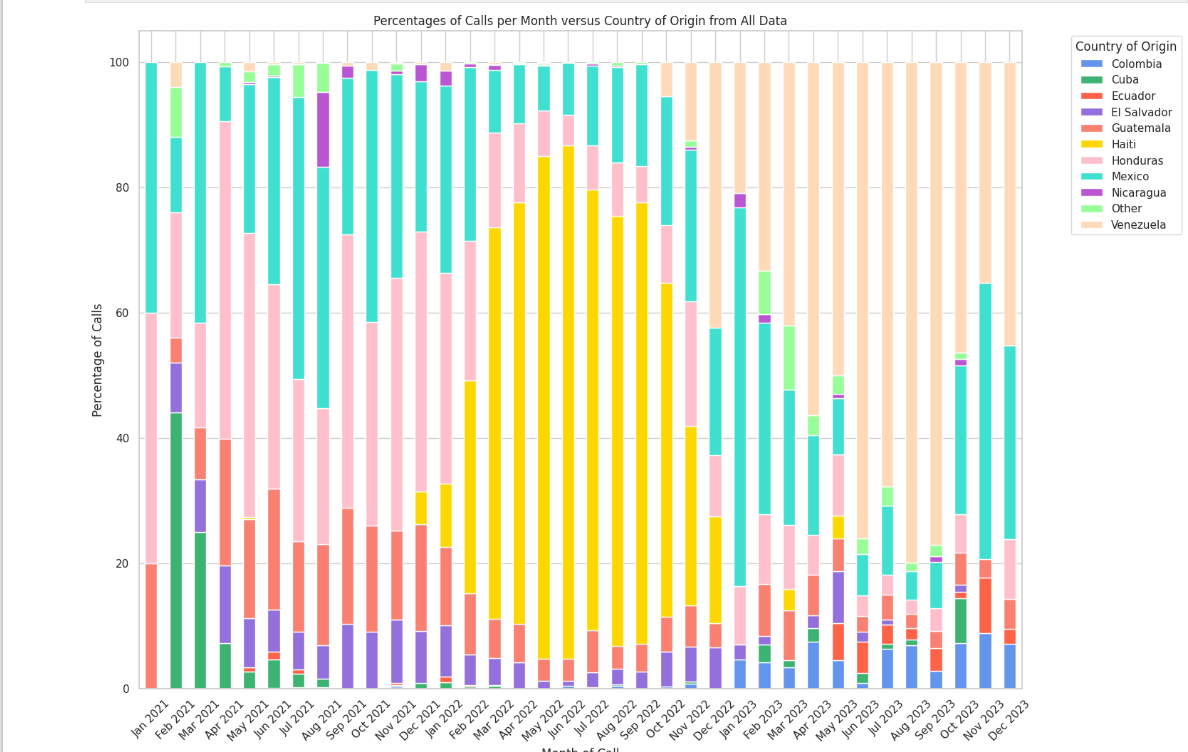 Percentages of Calls per Month versus Country of Origin from All Data
100
80
60
40
20
0
Percentage of Calls
Jan 2021
Feb 2021
Mar 2021
Apr 2021
May 2021
Jun 2021
Jul 2021
Aug 2021
Sep 2021
Oct 2021
Nov 2021
Dec 2021
Jan 2022
Feb 2022
Mar 2022
Apr 2022
May 2022
Jun 2022
Jul 2022
Aug 2022
Sep 2022
Oct 2022
Nov 2022
Dec 2022
Jan 2023
Feb 2023
Mar 2023
Apr 2023
May 2023
Jun 2023
Jul 2023
Aug 2023
Sep 2023
Oct 2023
Nov 2023
Dec 2023
Month of Call
Country of Origin
Colombia
Cuba
Ecuador
El Salvador
Guatemala
Haiti
Honduras
Mexico
Nicaragua
Other
Venezuela